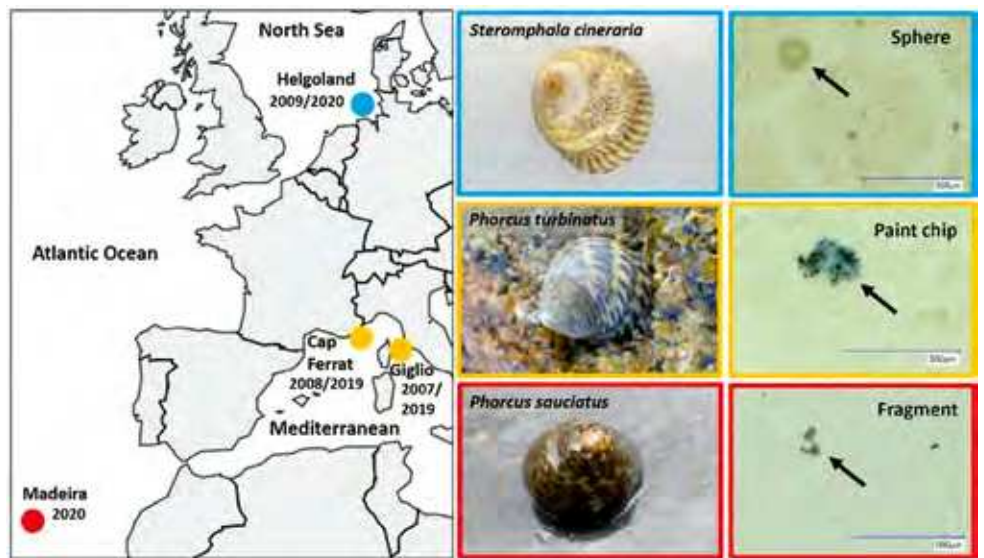 North Sea
Helgoland
2009/2020
Atlantic Ocean
Cap
Ferrat
2008/2019
Giglio
2007/
2019
Mediterranean
Madeira
2020
Steromphala cineraria
Sphere
Phorcus turbinatus
Paint chip
Phorcus sauciatus
Fragment